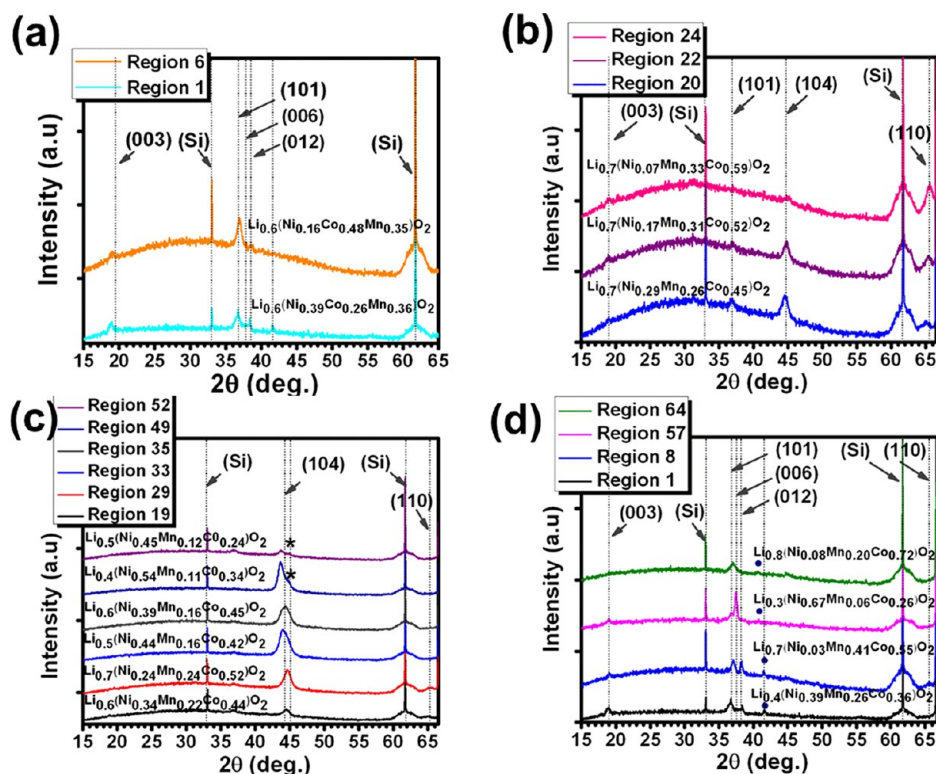 (a)
Region 6
Region 1
(101)
(006)
(003) (Si)
(012)
(Si)
Li0.6(Ni0.16Co0.48Mn0.35)O2
Li0.6(Ni0.39Co0.26Mn0.36)O2
Intensity (a.u)
15 20 25 30 35 40 45 50 55 60 65
2θ (deg.)
(b)
Region 24
Region 22
Region 20
(003)
(Si)
(101)
(104)
(Si)
(110)
Li0.7(Ni0.07Mn0.33Co0.59)O2
Li0.7(Ni0.17Mn0.31Co0.52)O2
Li0.7(Ni0.29Mn0.26Co0.45)O2
Intensity (a.u)
15 20 25 30 35 40 45 50 55 60 65
2θ (deg.)
(c)
Region 52
Region 49
Region 35
Region 33
Region 29
Region 19
(Si)
(104)
(Si)
(110)
Li0.5(Ni0.45Mn0.12C0.24)O2
*
Li0.4(Ni0.54Mn0.11C0.34)O2
*
Li0.6(Ni0.39Mn0.16Co0.45)O2
Li0.5(Ni0.44Mn0.16Co0.42)O2
Li0.7(Ni0.24Mn0.24Co0.52)O2
Li0.6(Ni0.34Mn0.22Co0.44)O2
Intensity (a.u)
15 20 25 30 35 40 45 50 55 60 65
2θ (deg.)
(d)
Region 64
Region 57
Region 8
Region 1
(101)
(006)
(012)
(Si) (110)
(003)
(Si)
Li0.8(Ni0.08Mn0.20Co0.72)O2
Li0.3(Ni0.67Mn0.06Co0.26)O2
Li0.7(Ni0.03Mn0.41Co0.55)O2
Li0.4(Ni0.39Mn0.26Co0.36)O2
Intensity (a.u)
15 20 25 30 35 40 45 50 55 60 65
2θ (deg.)